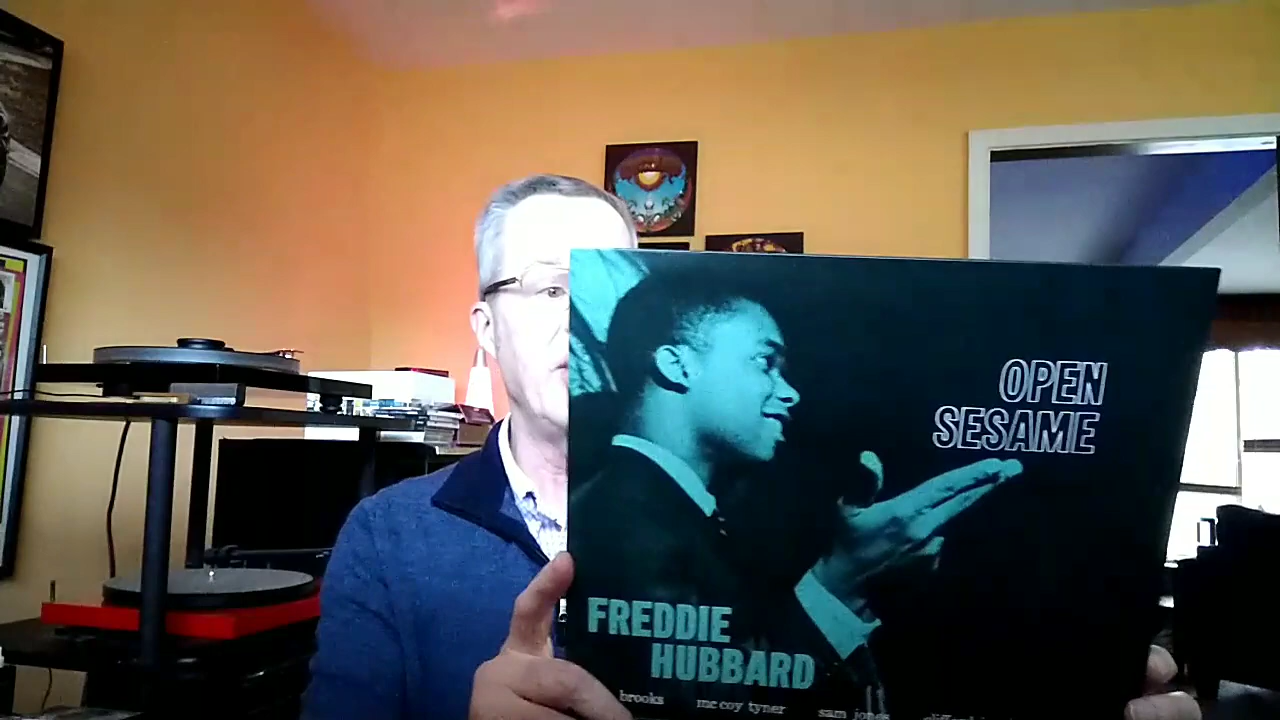 OPEN
SESAME
FREDDIE
HUBBARD
brooks mc coy tyner sam jones